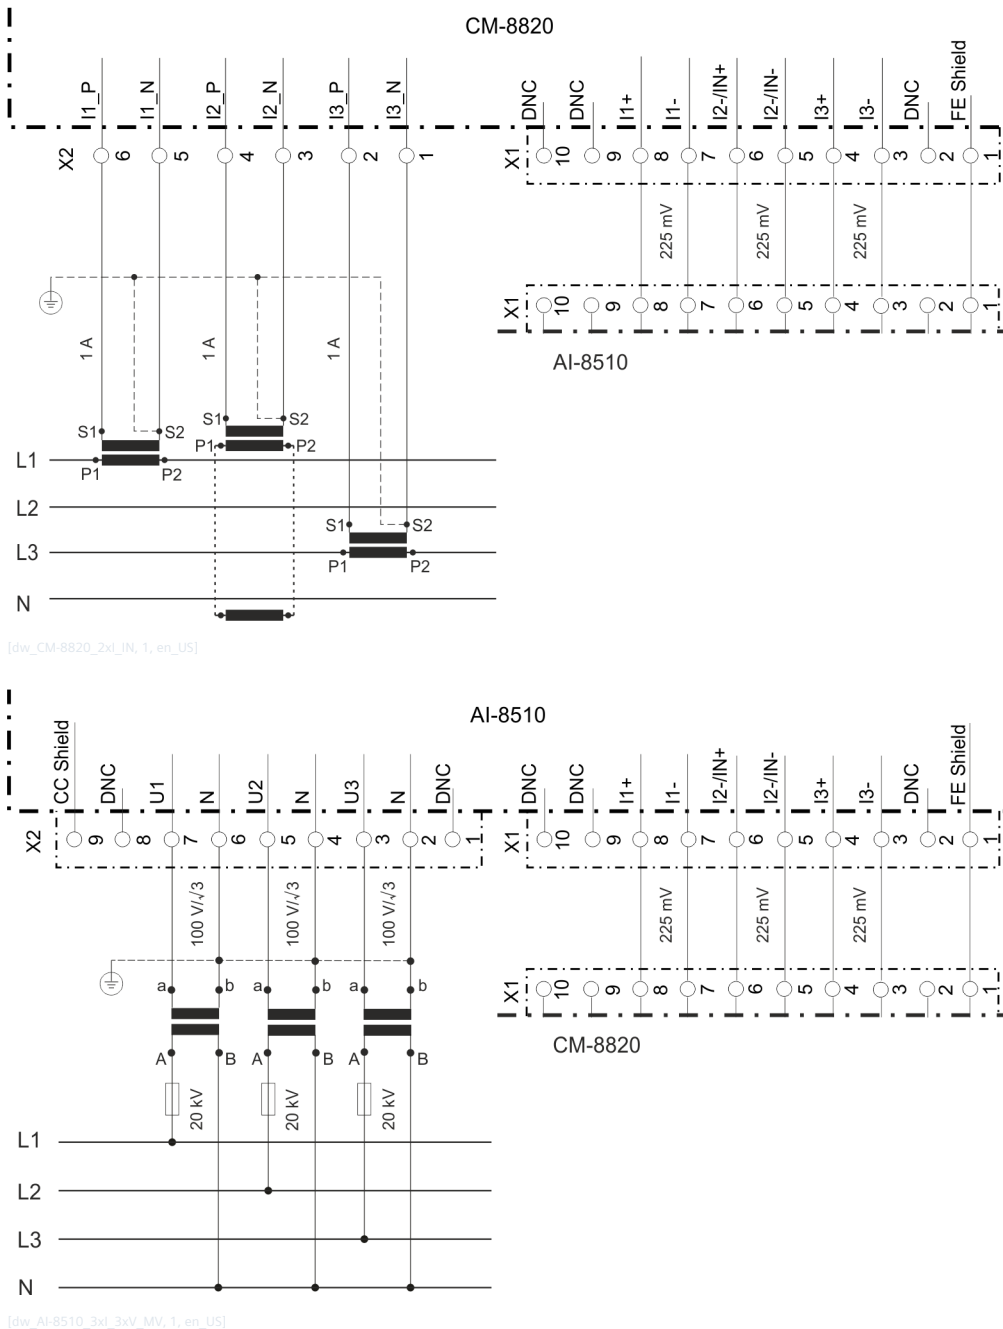 CM-8820
I1_P I1_N I2_P I2_N I3_P I3_N
DNC DNC I1+ I1- I2-/IN+ I2-/IN- I3+ I3- DNC FE Shield
X2 6 5 4 3 2 1
X1 10 9 8 7 6 5 4 3 2 1
225 mV 225 mV 225 mV
X1 10 9 8 7 6 5 4 3 2 1
AI-8510
1 A 1 A 1 A
S1 S2 S1 S2
P1 P2
L1
P1 P2
L2
S1 S2
L3
P1 P2
N
[dw_CM-8820_2xI_IN, 1, en_US]
AI-8510
CC Shield DNC U1 N U2 N U3 N DNC
DNC DNC I1+ I1- I2-/IN+ I2-/IN- I3+ I3- DNC FE Shield
X2 9 8 7 6 5 4 3 2 1
X1 10 9 8 7 6 5 4 3 2 1
100 V/√3 100 V/√3 100 V/√3
225 mV 225 mV 225 mV
a b a b a b
X1 10 9 8 7 6 5 4 3 2 1
CM-8820
A B A B A B
20 kV 20 kV 20 kV
L1
L2
L3
N
[dw_AI-8510_3xI_3xV_MV, 1, en_US]